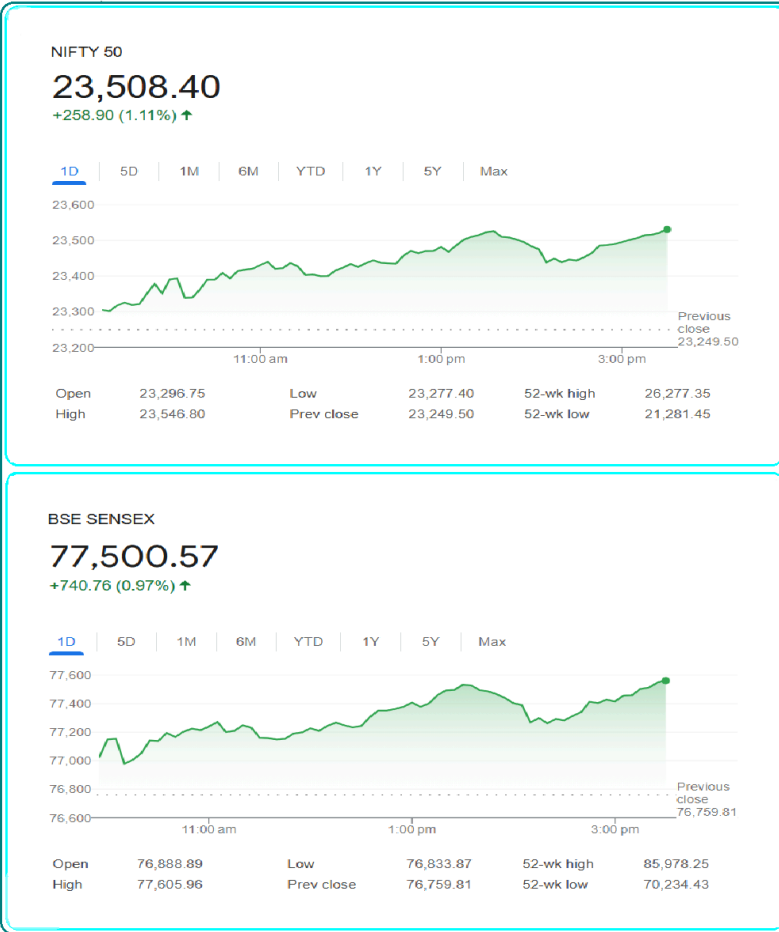 NIFTY 50
23,508.40
+258.90 (1.11%) ↑
1D 5D 1M 6M YTD 1Y 5Y Max
23,600
23,500
23,400
23,300
23,200
Previous
close
23,249.50
11:00 am 1:00 pm 3:00 pm
Open 23,296.75 Low 23,277.40 52-wk high 26,277.35
High 23,546.80 Prev close 23,249.50 52-wk low 21,281.45
BSE SENSEX
77,500.57
+740.76 (0.97%) ↑
1D 5D 1M 6M YTD 1Y 5Y Max
77,600
77,400
77,200
77,000
76,800
76,600
Previous
close
76,759.81
11:00 am 1:00 pm 3:00 pm
Open 76,888.89 Low 76,833.87 52-wk high 85,978.25
High 77,605.96 Prev close 76,759.81 52-wk low 70,234.43